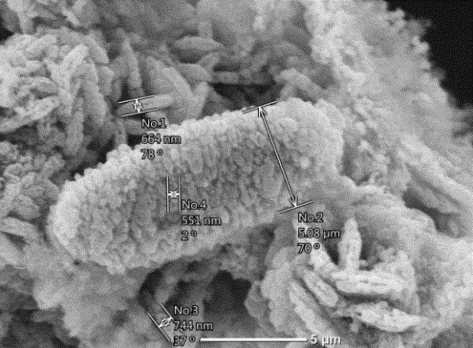 No.1
664 nm
78 °
No.4
551 nm
2 °
No.2
5.08 µm
70 °
No.3
744 nm
37 °
5 µm